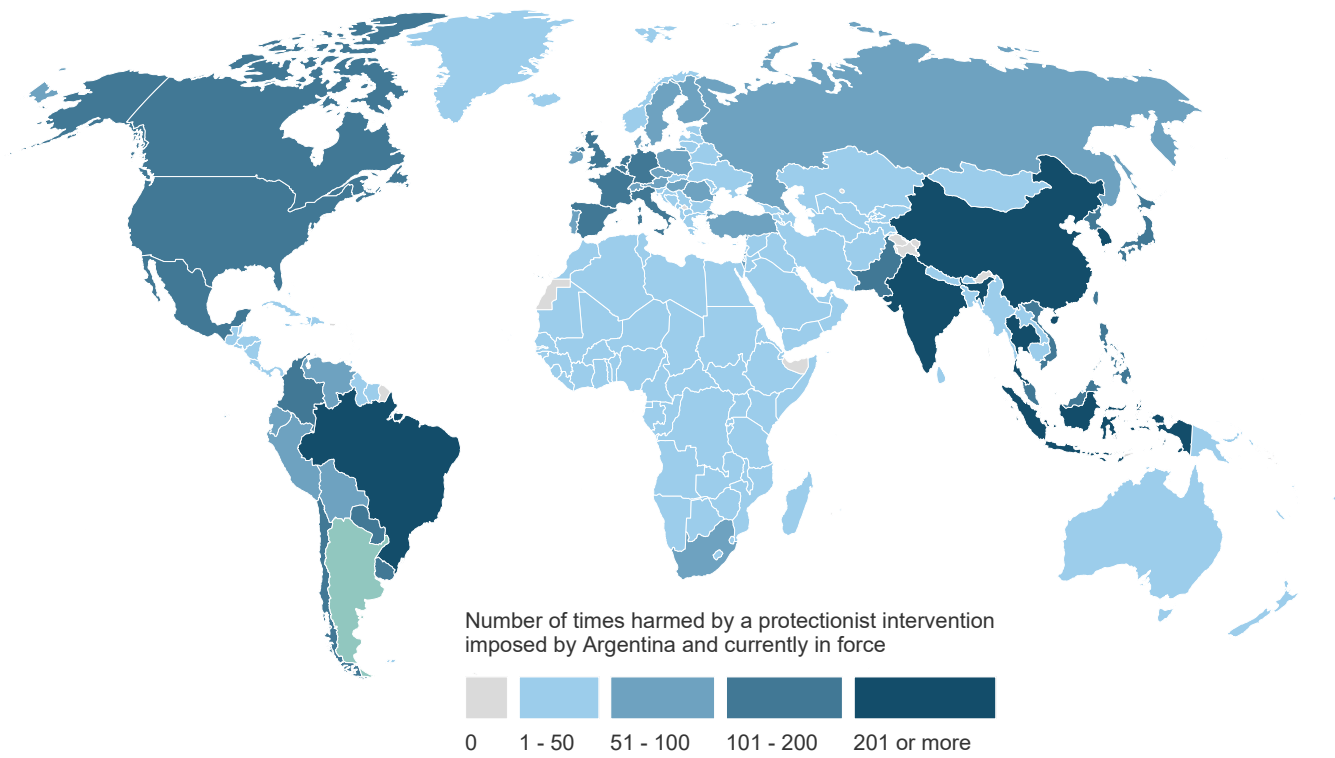 Number of times harmed by a protectionist intervention
imposed by Argentina and currently in force
0
1 - 50
51 - 100
101 - 200
201 or more